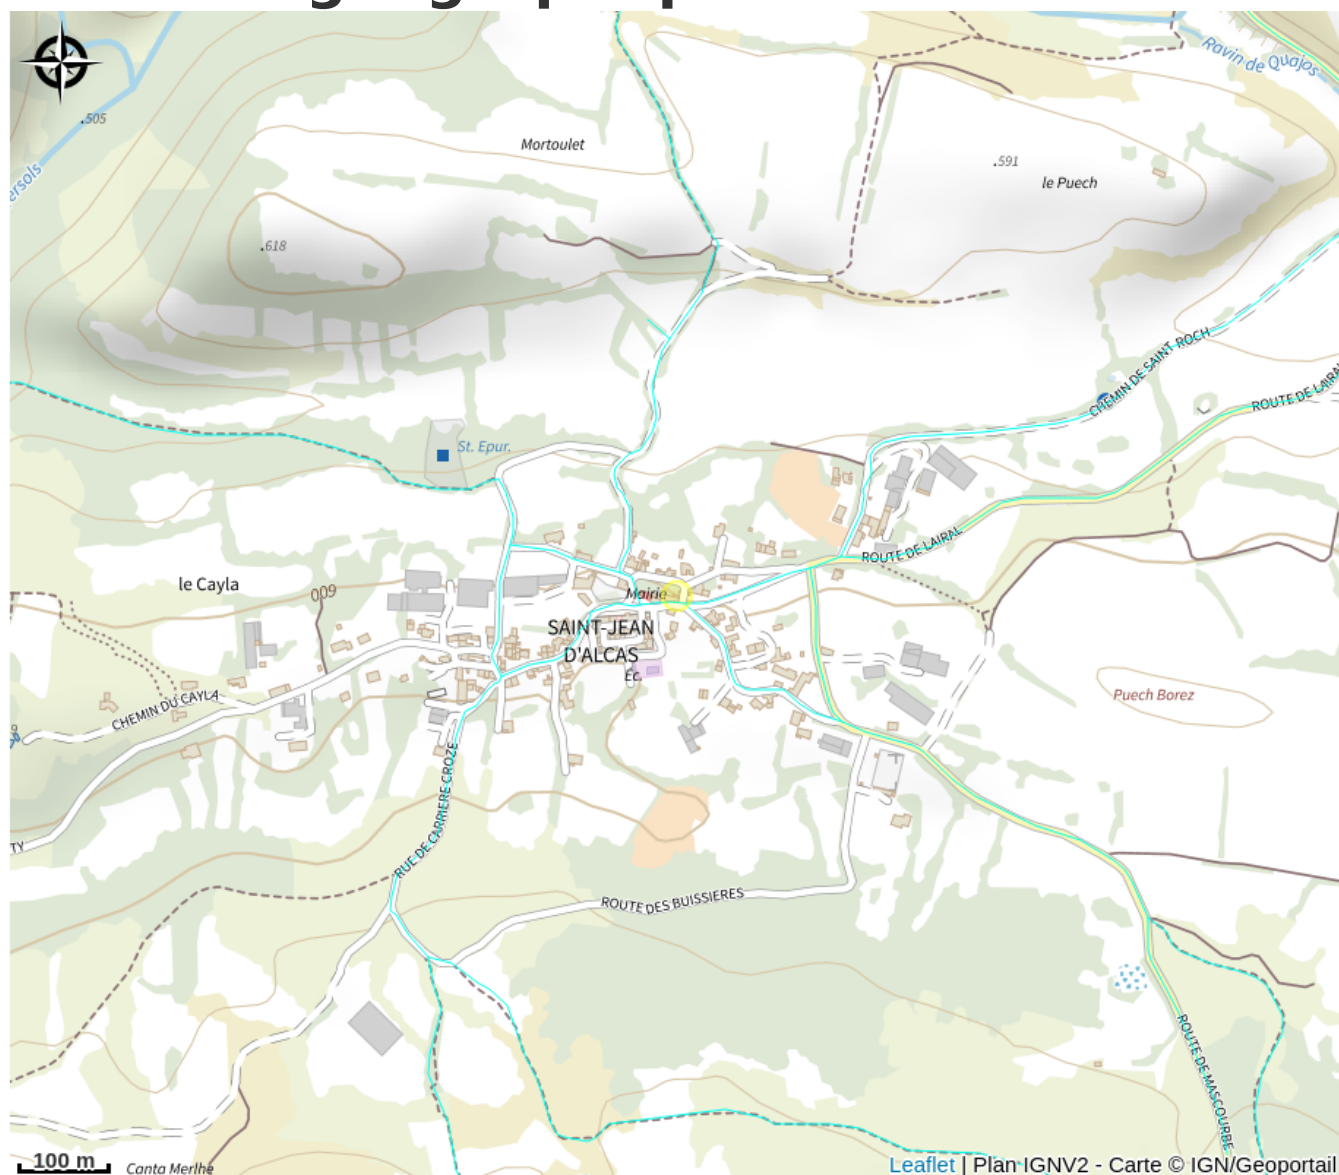 Ravin de Quajos
.505
Mortoulet
.591
le Puech
ersols
.618
CHEMIN DE SAINT-ROCH
ROUTE DE LAIRAL
St. Epur.
ROUTE DE LAIRAL
le Cayla
600
Mairie
SAINT-JEAN
D'ALCAS
Ec.
Puech Borez
CHEMIN DU CAYLA
RUE DE CARRIERE CROZE
TY
ROUTE DES BUISSIERES
ROUTE DE MASCOURBE
100 m
Canta Merlhe
Leaflet | Plan IGNV2 - Carte © IGN/Geoportail